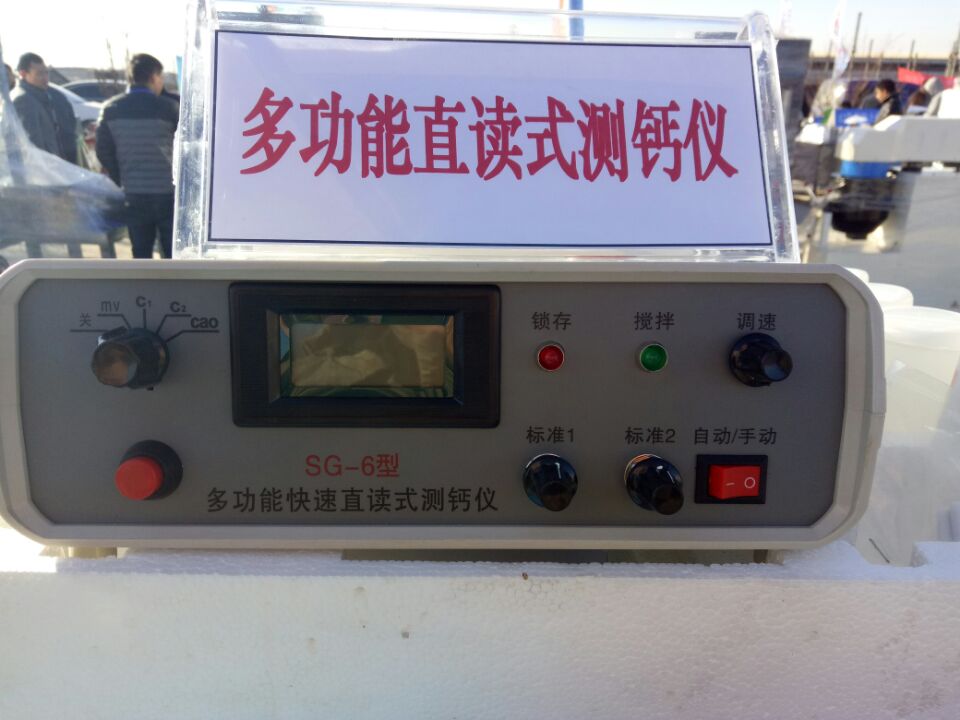 多功能直读式测钙仪
关 mv C1 C2 cao
锁存 搅拌 调速
标准1 标准2 自动/手动
SG-6型
多功能快速直读式测钙仪